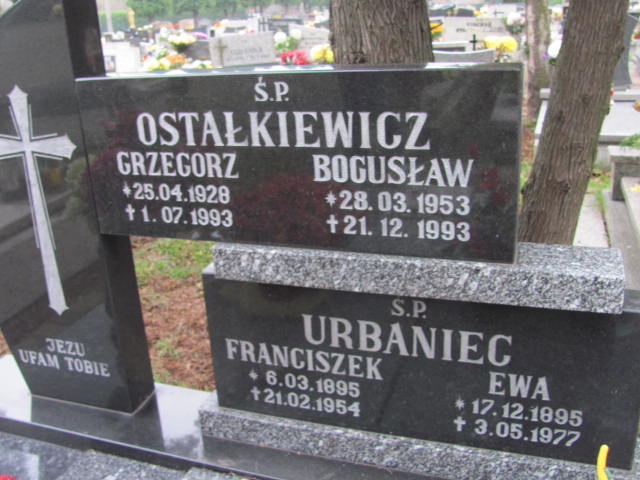 Ś.P.
OSTAŁKIEWICZ
GRZEGORZ
*25.04.1928
† 1.07.1993
BOGUSŁAW
*28.03.1953
†21.12.1993
JEZU
UFAM TOBIE
Ś.P.
URBANIEC
FRANCISZEK
* 6.03.1895
†21.02.1954
EWA
*17.12.1895
† 3.05.1977